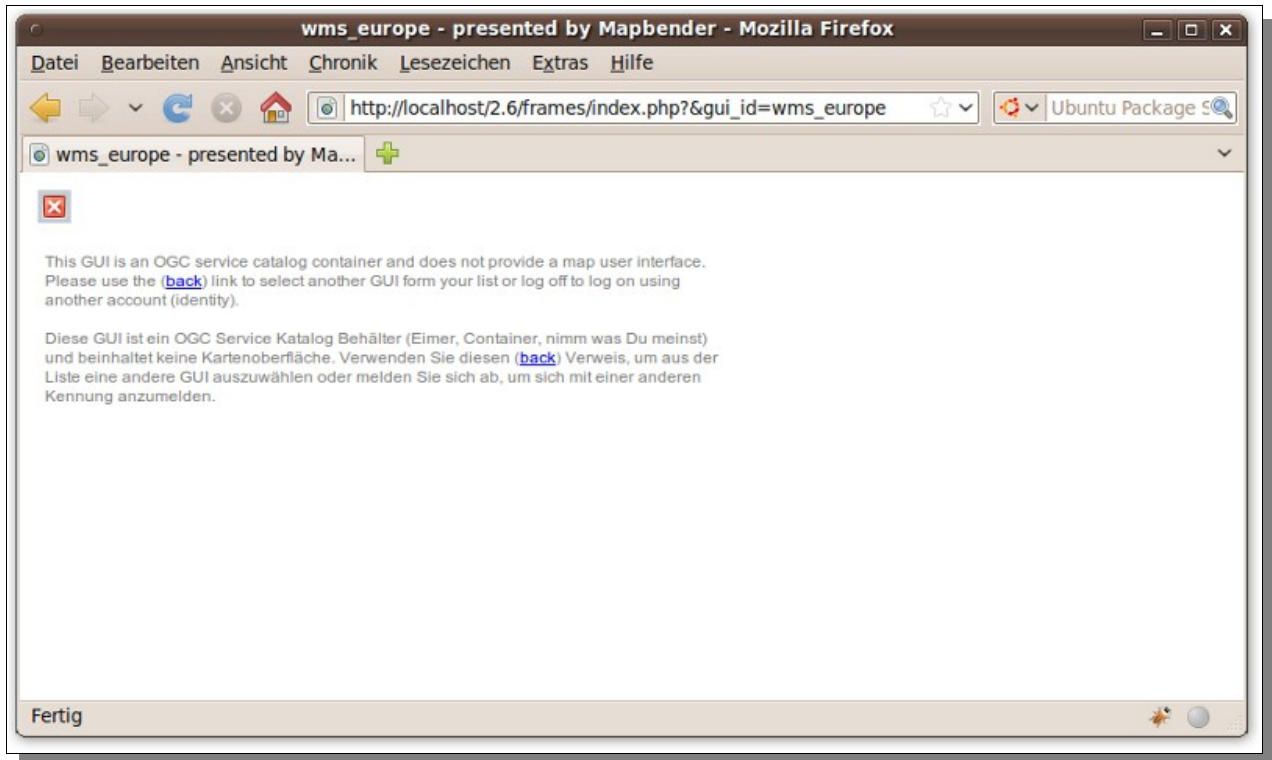 wms_europe - presented by Mapbender - Mozilla Firefox
Datei Bearbeiten Ansicht Chronik Lesezeichen Extras Hilfe
http://localhost/2.6/frames/index.php?&gui_id=wms_europe Ubuntu Package S
wms_europe - presented by Ma...
This GUI is an OGC service catalog container and does not provide a map user interface.
Please use the (back) link to select another GUI form your list or log off to log on using
another account (identity).
Diese GUI ist ein OGC Service Katalog Behälter (Eimer, Container, nimm was Du meinst)
und beinhaltet keine Kartenoberfläche. Verwenden Sie diesen (back) Verweis, um aus der
Liste eine andere GUI auszuwählen oder melden Sie sich ab, um sich mit einer anderen
Kennung anzumelden.
Fertig